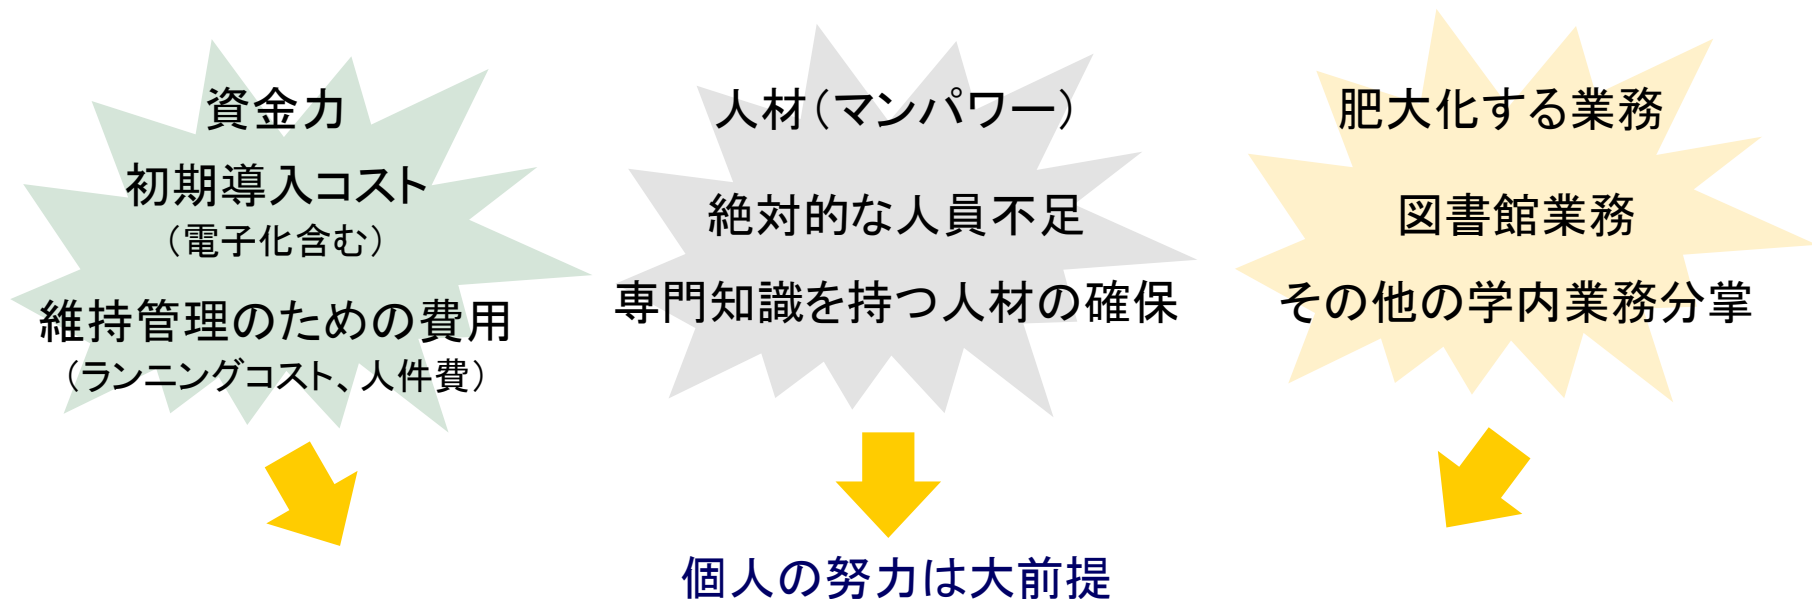 資金力
初期導入コスト
（電子化含む）
維持管理のための費用
（ランニングコスト、人件費）
人材（マンパワー）
絶対的な人員不足
専門知識を持つ人材の確保
肥大化する業務
図書館業務
その他の学内業務分掌
個人の努力は大前提